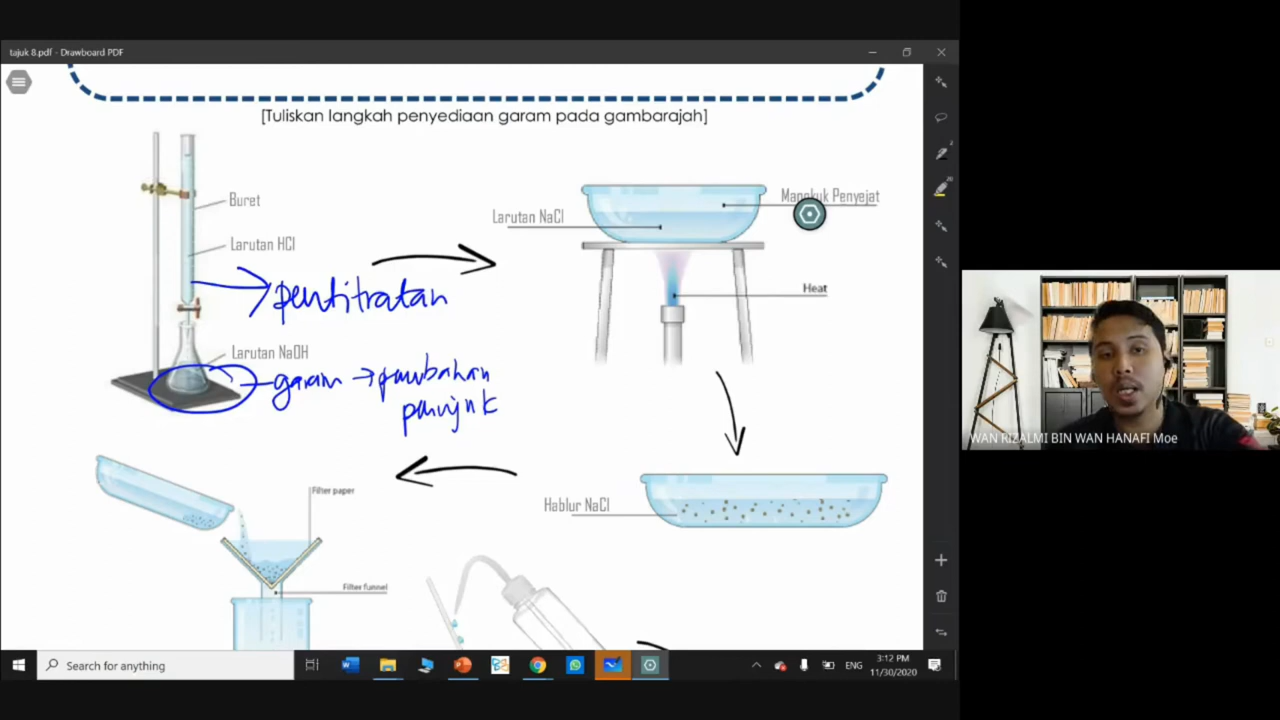 tajuk 8.pdf - Drawboard PDF
[Tuliskan langkah penyediaan garam pada gambarajah]
Buret
Larutan HCl
pentitratan
Larutan NaOH
garam → perubahan
penunjuk
Larutan NaCl
Mangkuk Penyejat
Heat
Hablur NaCl
Filter paper
Filter funnel
2
20
WAN RIZALMI BIN WAN HANAFI Moe
Search for anything
ENG
3:12 PM
11/30/2020